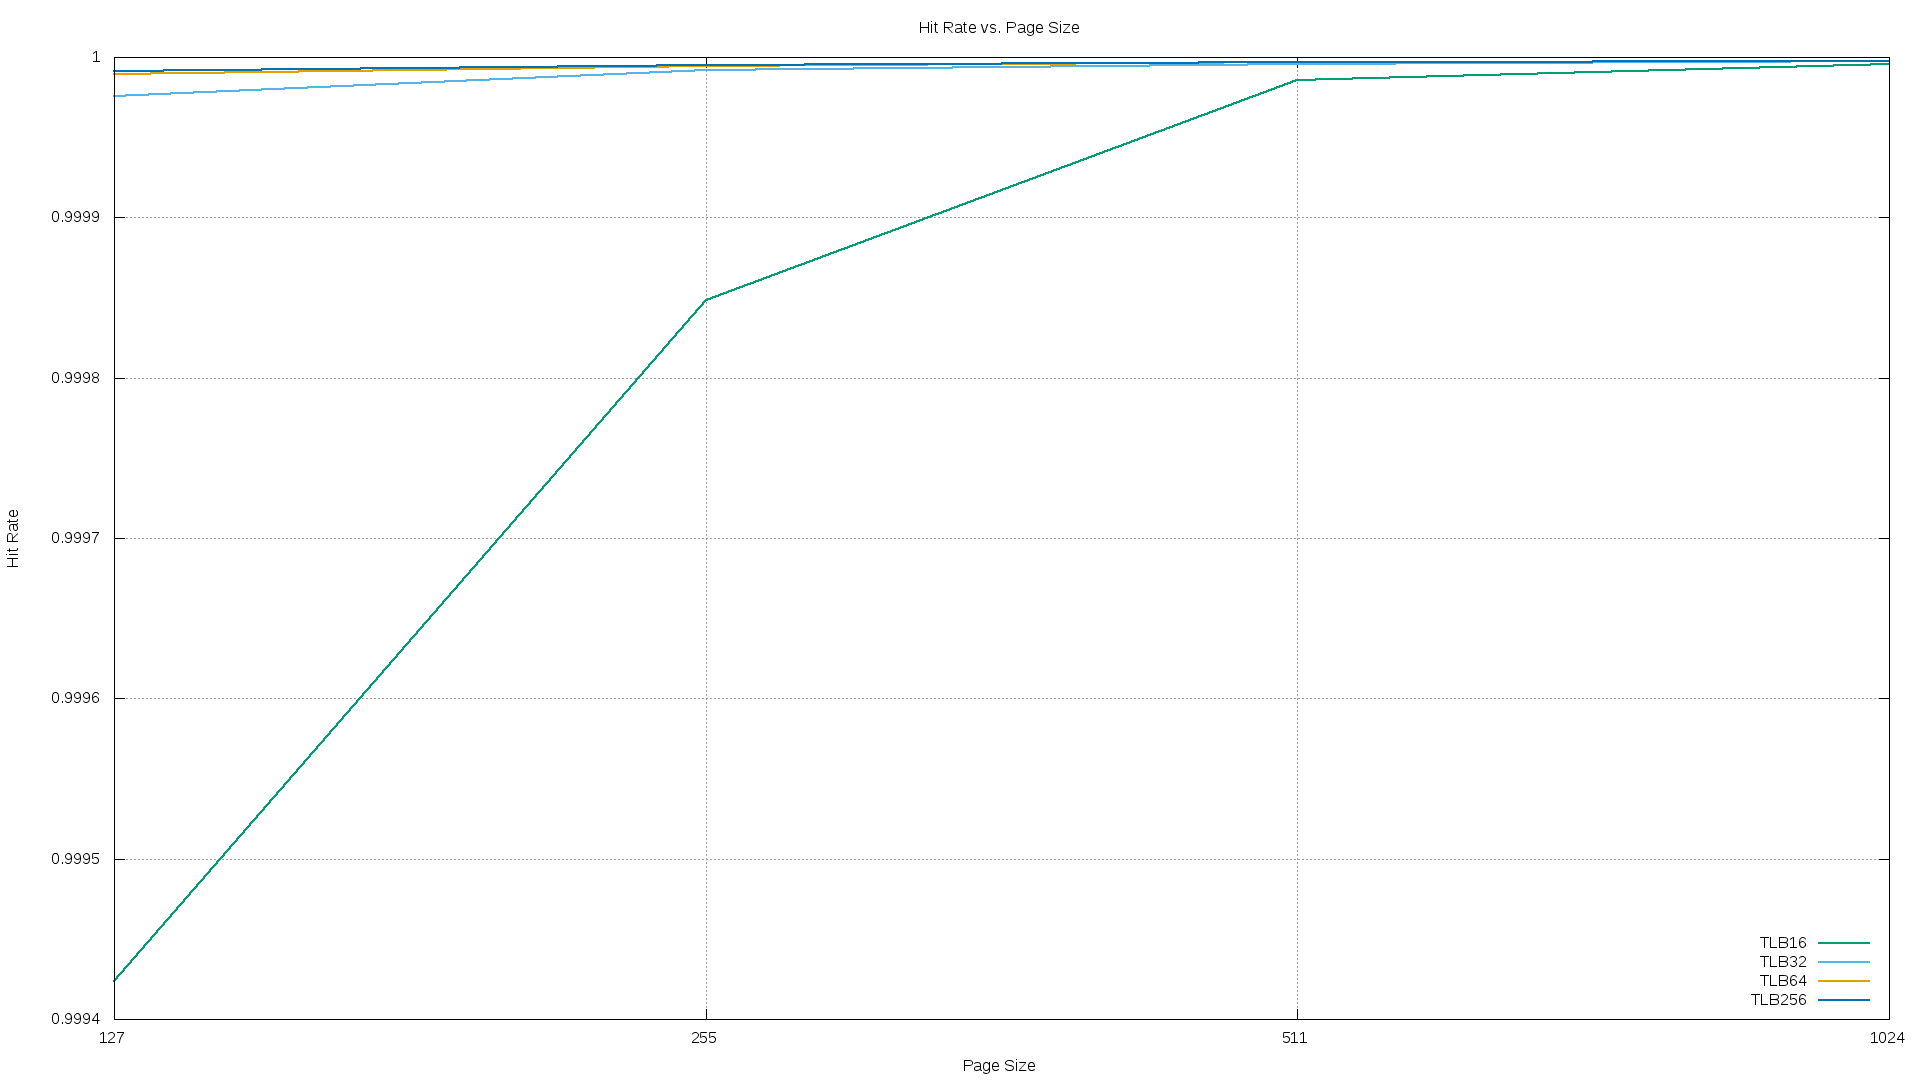 Hit Rate vs. Page Size
1
0.9999
0.9998
0.9997
0.9996
0.9995
0.9994
Hit Rate
127 255 511 1024
Page Size
TLB16
TLB32
TLB64
TLB256